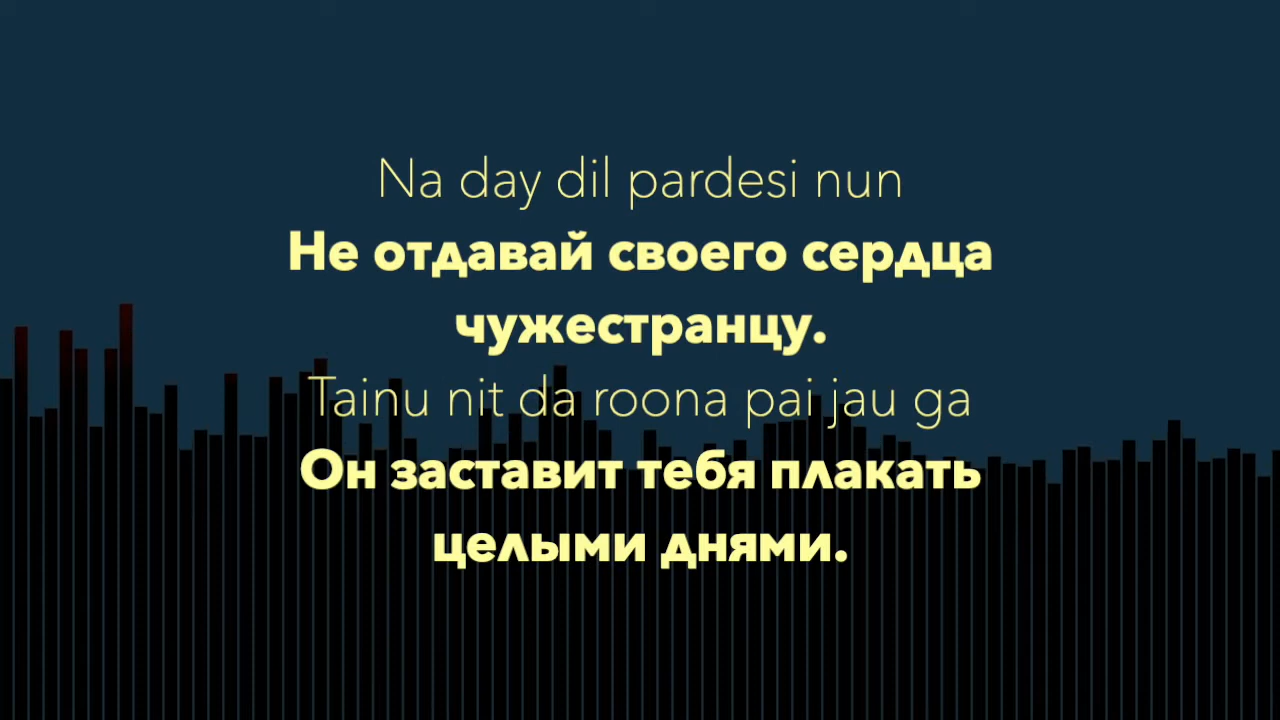 Na day dil pardesi nun
Не отдавай своего сердца
чужестранцу.
Tainu nit da roona pai jau ga
Он заставит тебя плакать
целыми днями.